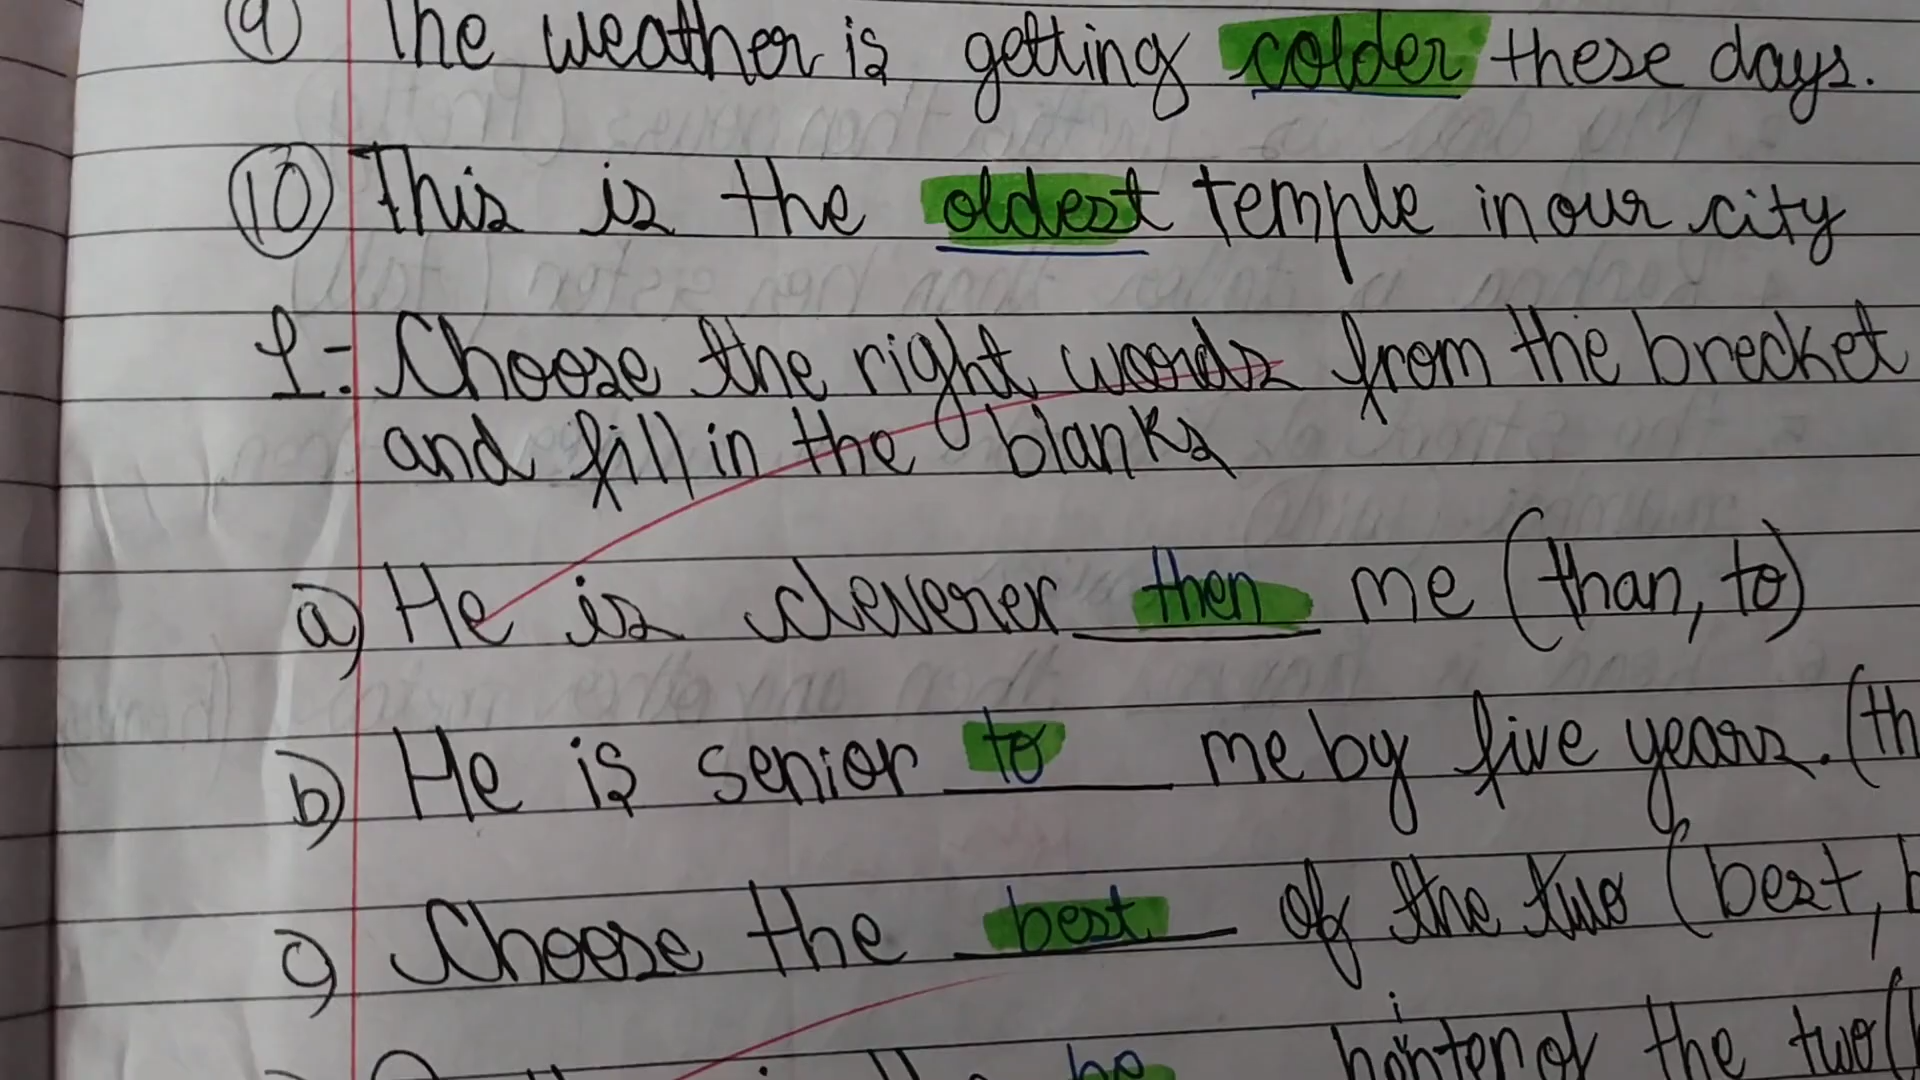 9 The weather is getting colder these days.
10 This is the oldest temple in our city
I:- Choose the right words from the brecket
and fill in the blanks
a) He is cleverer then me (than, to)
b) He is senior to me by five years. (th
c) Choose the best of the two (best, b
the two